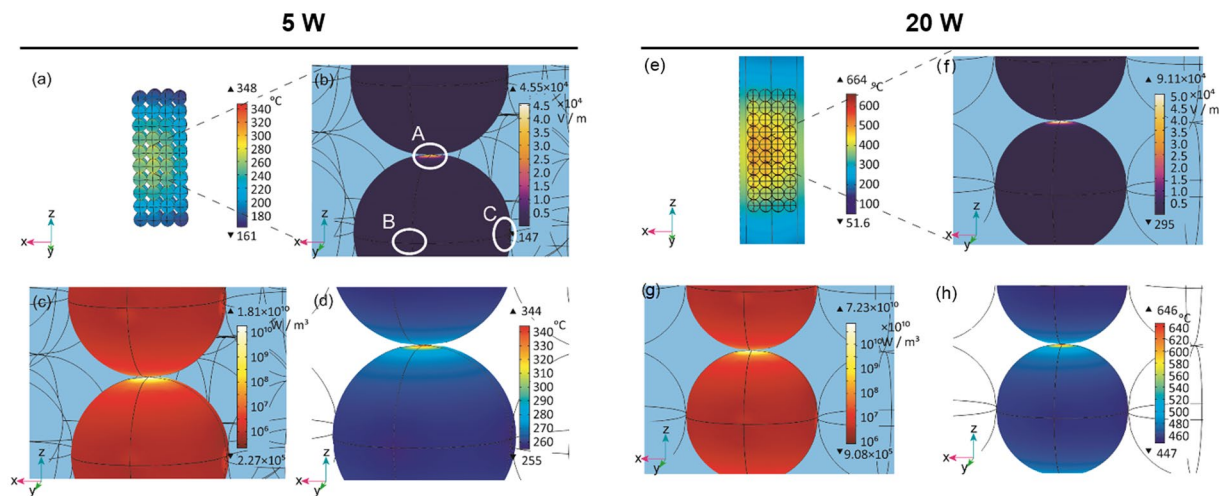 5 W
20 W
(a)
▲ 348
°C
340
320
300
280
260
240
220
200
180
▼ 161
z
x
y
(b)
▲ 4.55×10⁴
×10⁴
V / m
4.5
4.0
3.5
3.0
2.5
2.0
1.5
1.0
0.5
▼ 147
A
B
C
z
x
y
(e)
▲ 664
°C
600
500
400
300
200
100
▼ 51.6
z
x
y
(f)
▲ 9.11×10⁴
×10⁴
V / m
5.0
4.5
4.0
3.5
3.0
2.5
2.0
1.5
1.0
0.5
▼ 295
z
x
y
(c)
▲ 1.81×10¹⁰
W / m³
10¹⁰
10⁹
10⁸
10⁷
10⁶
▼ 2.27×10⁵
z
x
y
(d)
▲ 344
°C
340
330
320
310
300
290
280
270
260
▼ 255
z
x
y
(g)
▲ 7.23×10¹⁰
×10¹⁰
W / m³
10¹⁰
10⁹
10⁸
10⁷
10⁶
▼ 9.08×10⁵
z
x
y
(h)
▲ 646
°C
640
620
600
580
560
540
520
500
480
460
▼ 447
z
x
y